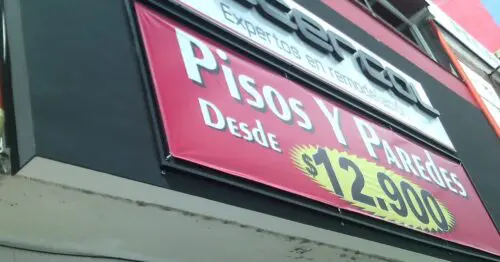 Expertos en remodelación
Pisos Y Paredes
Desde
$12.900